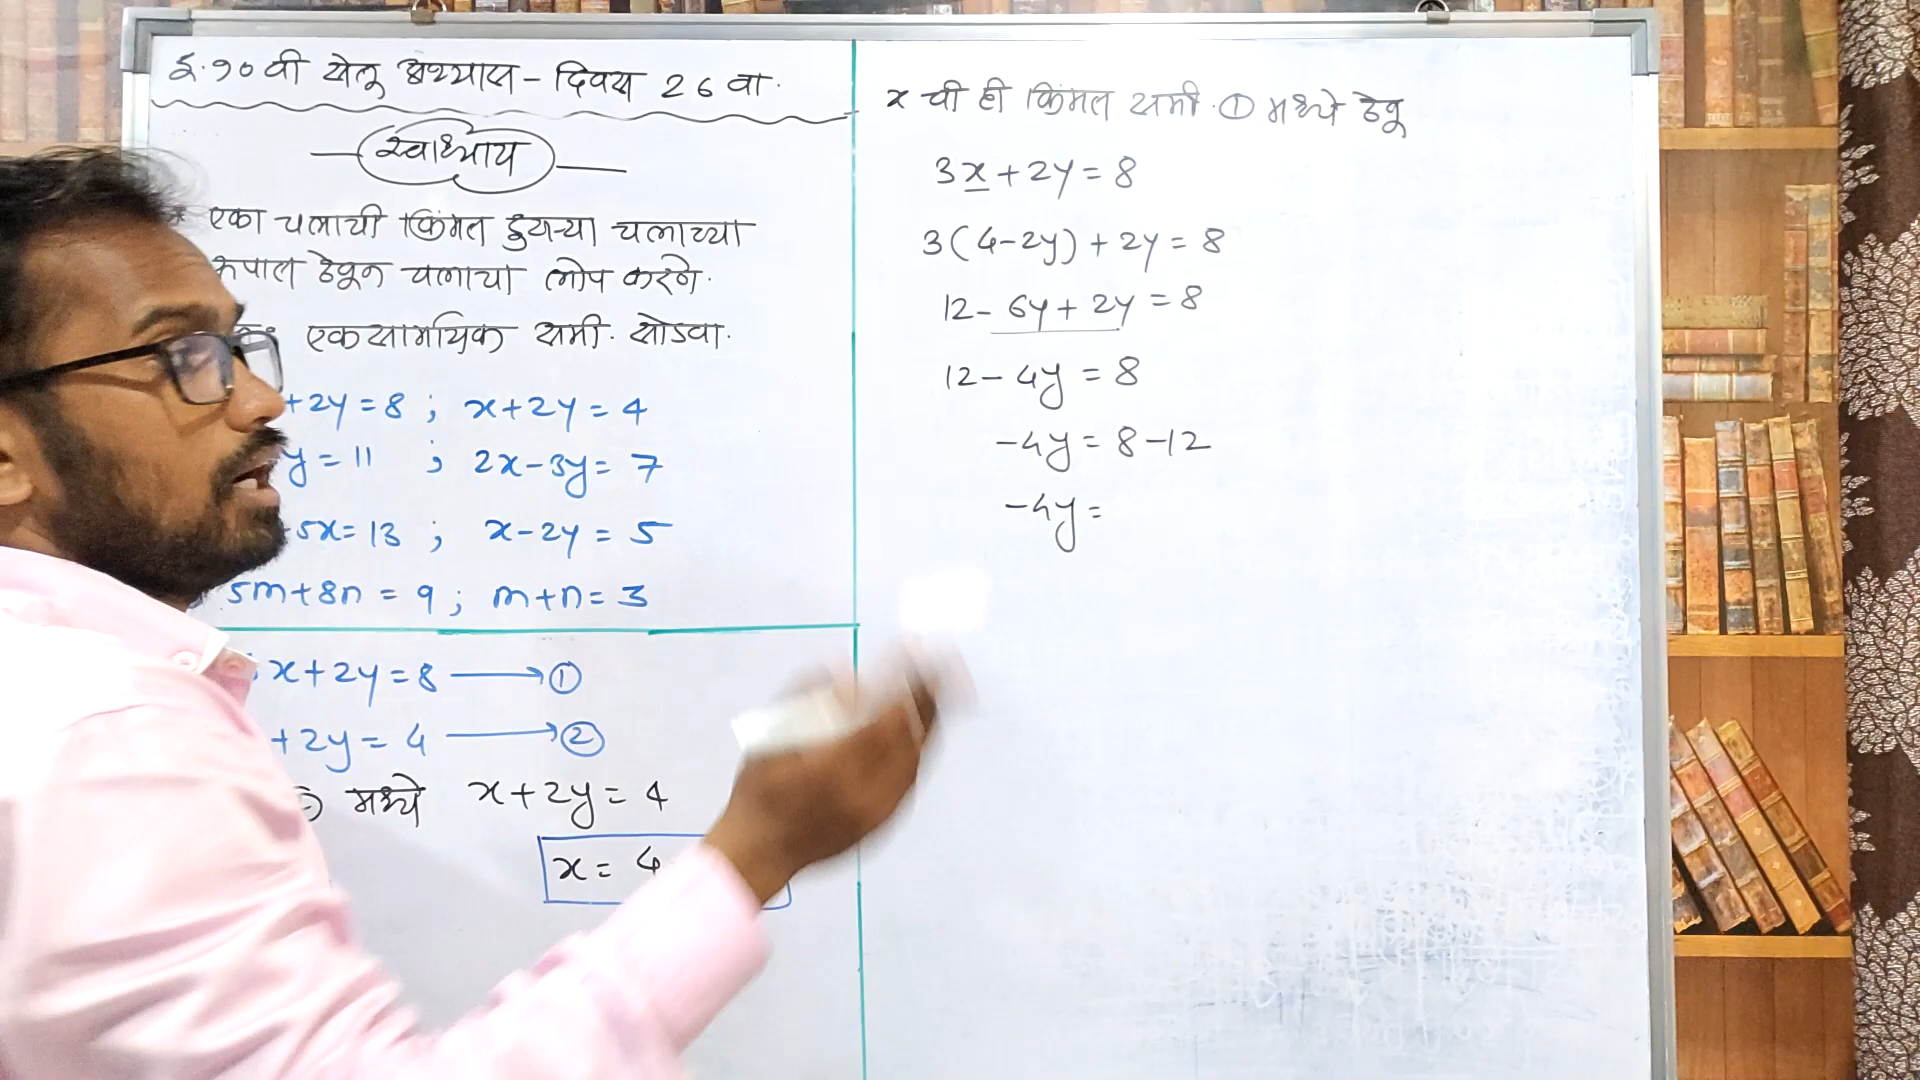 इ.१० वी सेतू अभ्यास - दिवस 26 वा.
स्वाध्याय
एका चलाची किंमत दुसऱ्या चलाच्या
रूपात ठेवून चलाचा लोप करणे.
एकसामयिक समी. सोडवा.
+2y=8 ; x+2y=4
y=11 ; 2x-3y=7
5x=13 ; x-2y=5
5m+8n=9 ; m+n=3
x+2y=8 → ①
+2y=4 → ②
मध्ये x+2y=4
x=4
x ची ही किंमत समी. ① मध्ये ठेवू
3x+2y=8
3(4-2y)+2y=8
12-6y+2y=8
12-4y=8
-4y=8-12
-4y=